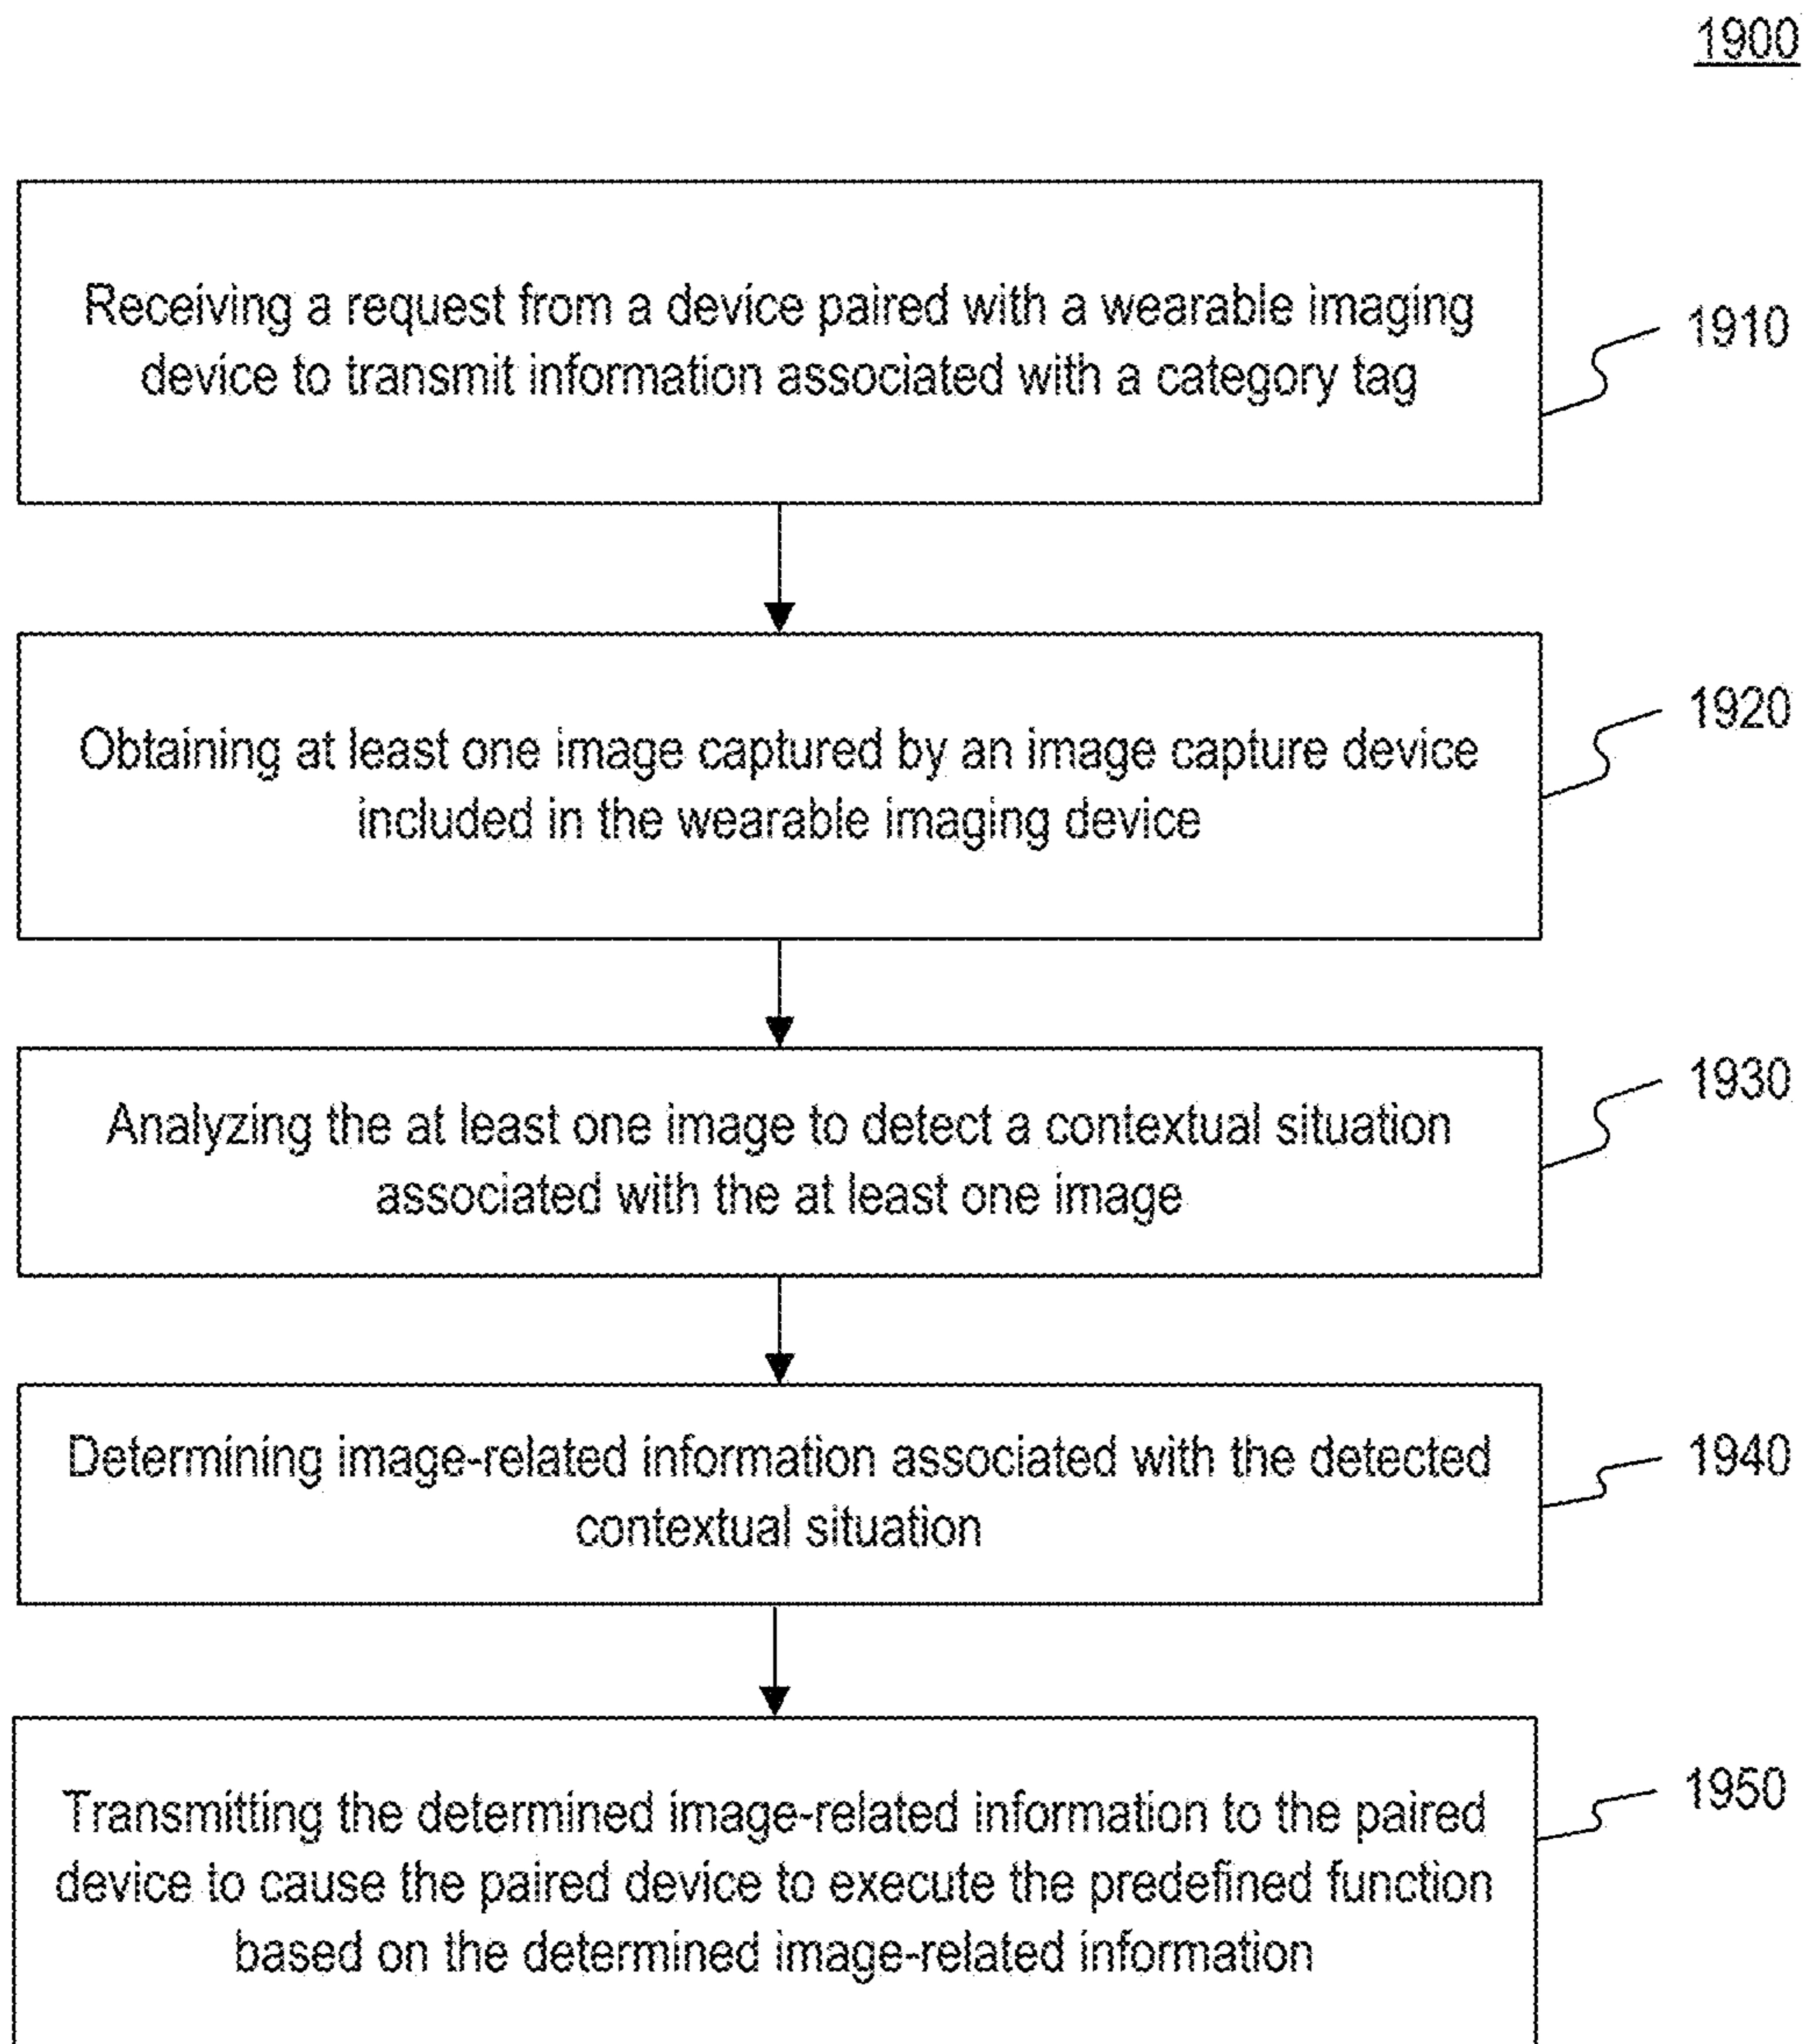 1900
Receiving a request from a device paired with a wearable imaging
device to transmit information associated with a category tag
1910
Obtaining at least one image captured by an image capture device
included in the wearable imaging device
1920
Analyzing the at least one image to detect a contextual situation
associated with the at least one image
1930
Determining image-related information associated with the detected
contextual situation
1940
Transmitting the determined image-related information to the paired
device to cause the paired device to execute the predefined function
based on the determined image-related information
1950